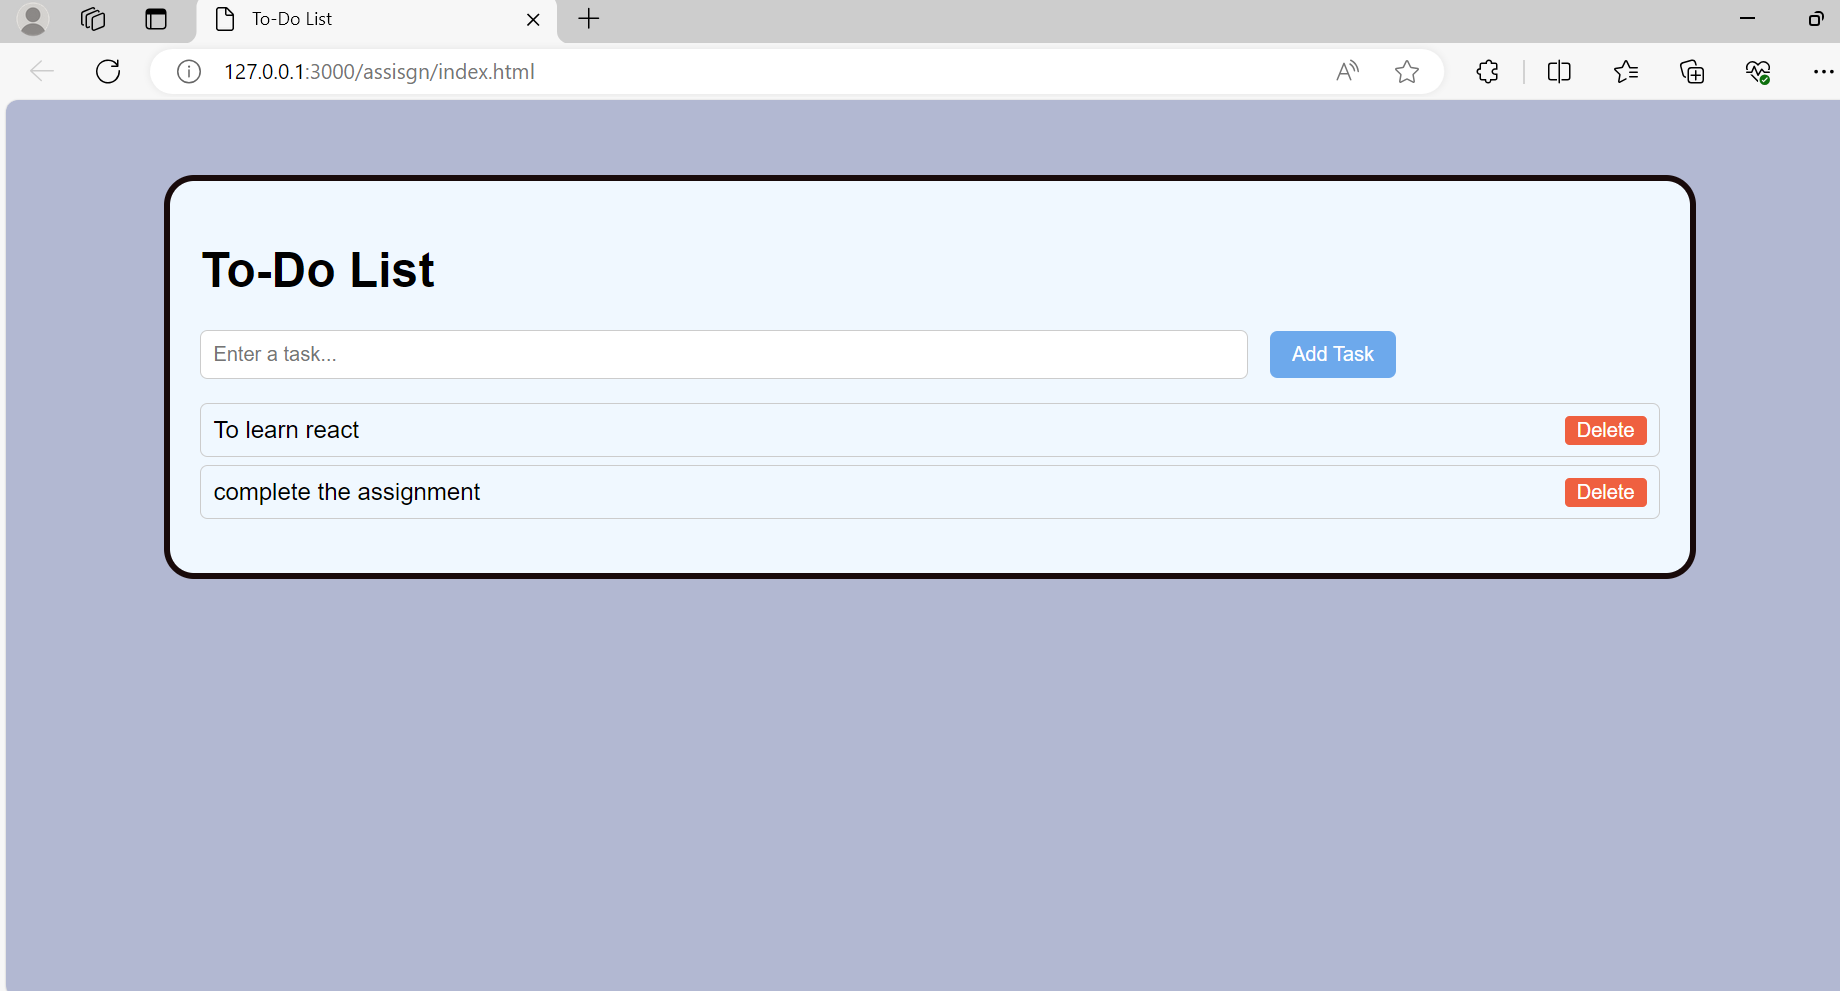 To-Do List
127.0.0.1:3000/assisgn/index.html
To-Do List
Enter a task... Add Task
To learn react Delete
complete the assignment Delete